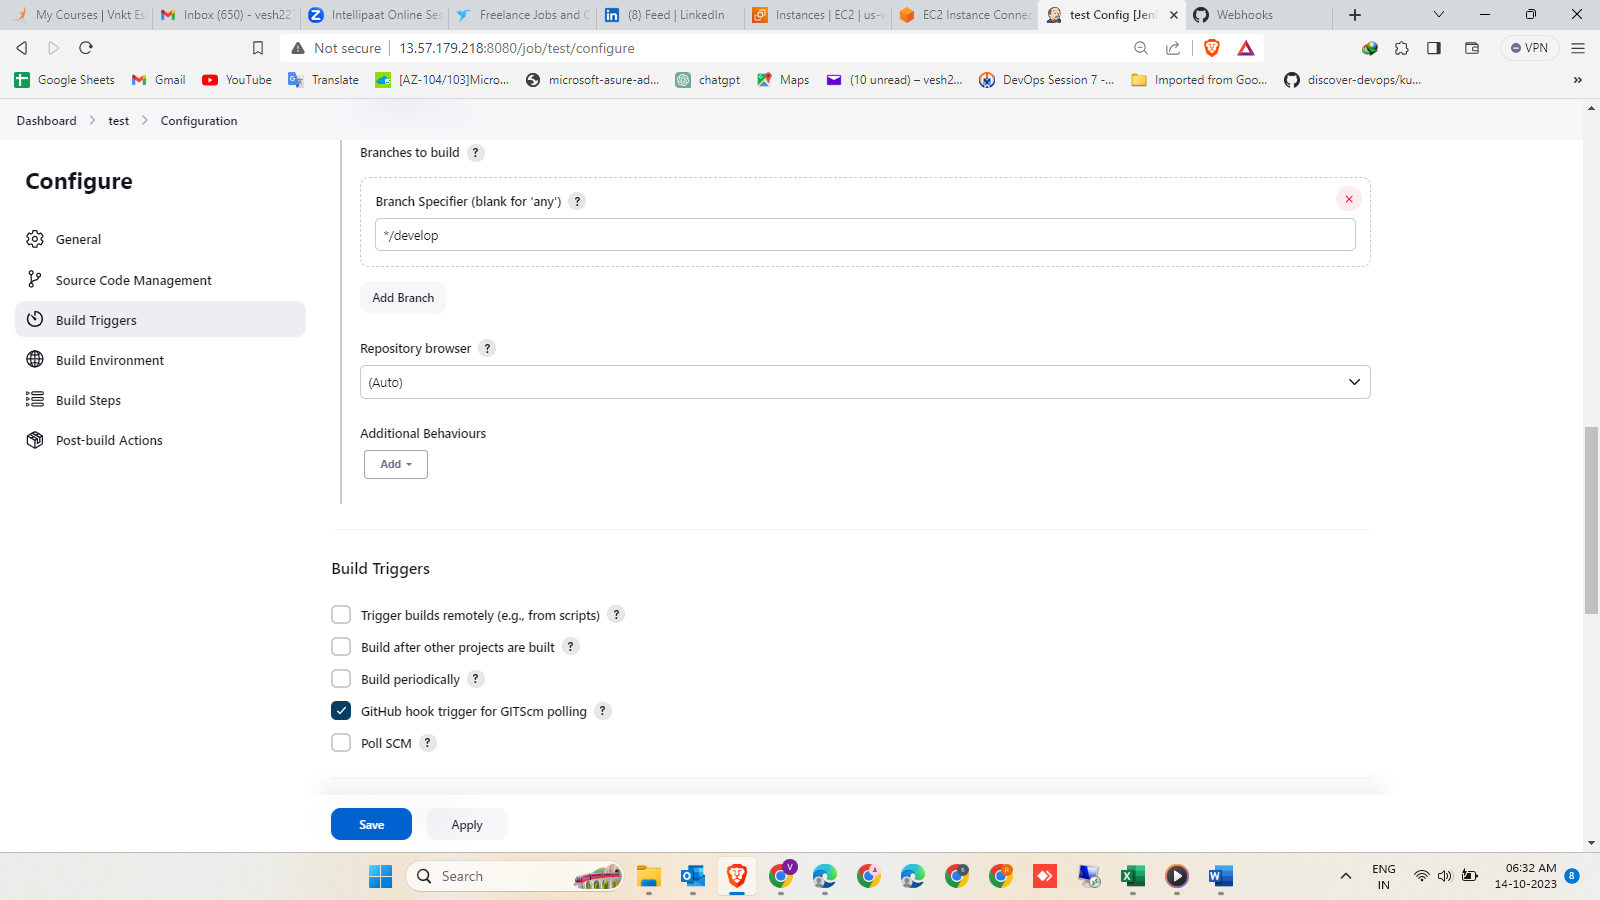 My Courses | Vnkt Es
Inbox (650) - vesh22
Intellipaat Online Ses
Freelance Jobs and C
(8) Feed | LinkedIn
Instances | EC2 | us-w
EC2 Instance Connec
test Config [Jen
Webhooks
Not secure
13.57.179.218:8080/job/test/configure
VPN
Google Sheets
Gmail
YouTube
Translate
[AZ-104/103]Micro...
microsoft-asure-ad...
chatgpt
Maps
(10 unread) – vesh2...
DevOps Session 7 -...
Imported from Goo...
discover-devops/ku...
»
Dashboard
test
Configuration
Configure
General
Source Code Management
Build Triggers
Build Environment
Build Steps
Post-build Actions
Branches to build ?
Branch Specifier (blank for 'any') ?
*/develop
Add Branch
Repository browser ?
(Auto)
Additional Behaviours
Add
Build Triggers
Trigger builds remotely (e.g., from scripts) ?
Build after other projects are built ?
Build periodically ?
GitHub hook trigger for GITScm polling ?
Poll SCM ?
Save
Apply
Search
V
ENG
IN
06:32 AM
14-10-2023
8